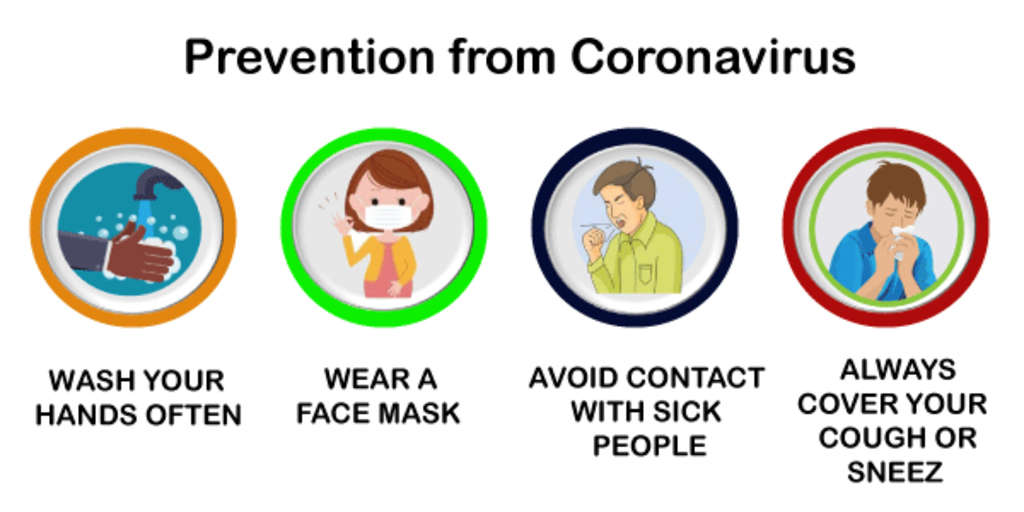 Prevention from Coronavirus
WASH YOUR
HANDS OFTEN
WEAR A
FACE MASK
AVOID CONTACT
WITH SICK
PEOPLE
ALWAYS
COVER YOUR
COUGH OR
SNEEZ